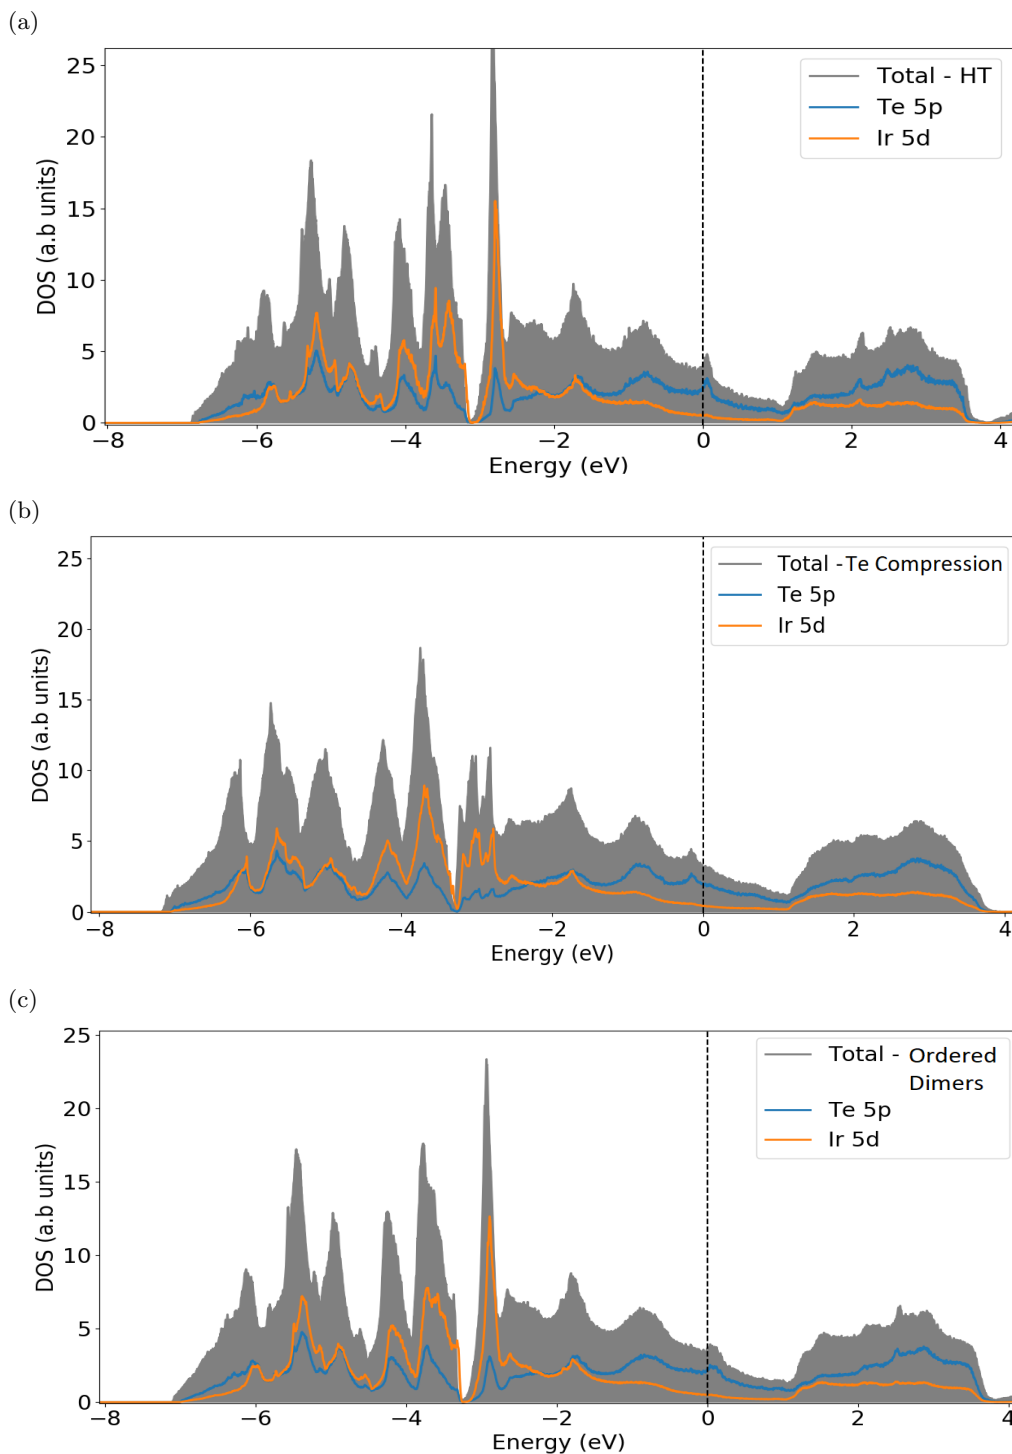 (a)
25
20
15
10
5
0
DOS (a.b units)
Total - HT
Te 5p
Ir 5d
−8 −6 −4 −2 0 2 4
Energy (eV)
(b)
25
20
15
10
5
0
DOS (a.b units)
Total - Te Compression
Te 5p
Ir 5d
−8 −6 −4 −2 0 2 4
Energy (eV)
(c)
25
20
15
10
5
0
DOS (a.b units)
Total - Ordered
Dimers
Te 5p
Ir 5d
−8 −6 −4 −2 0 2 4
Energy (eV)